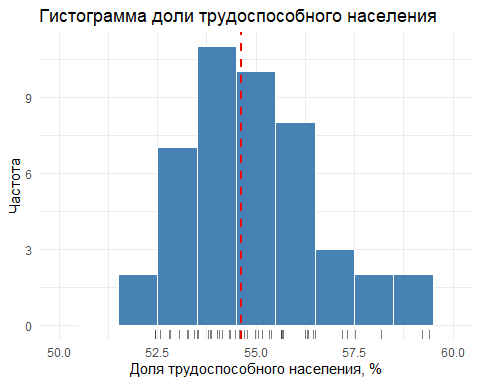 Гистограмма доли трудоспособного населения
Частота
9
6
3
0
50.0 52.5 55.0 57.5 60.0
Доля трудоспособного населения, %